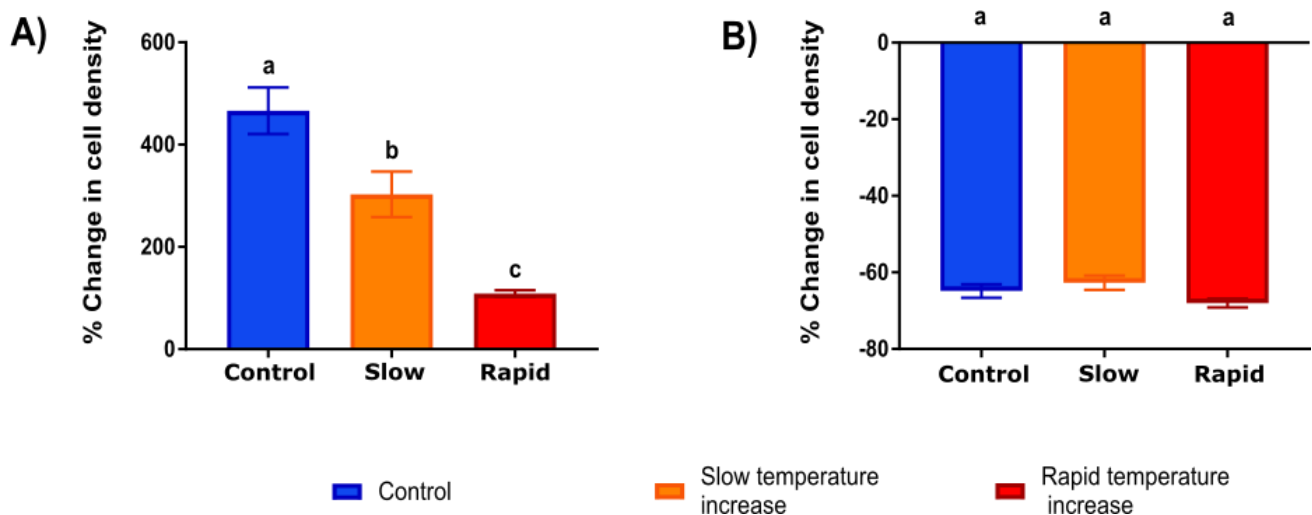 A)
% Change in cell density
600
400
200
0
a
b
c
Control
Slow
Rapid
B)
% Change in cell density
0
-20
-40
-60
-80
a
a
a
Control
Slow
Rapid
Control
Slow temperature
increase
Rapid temperature
increase